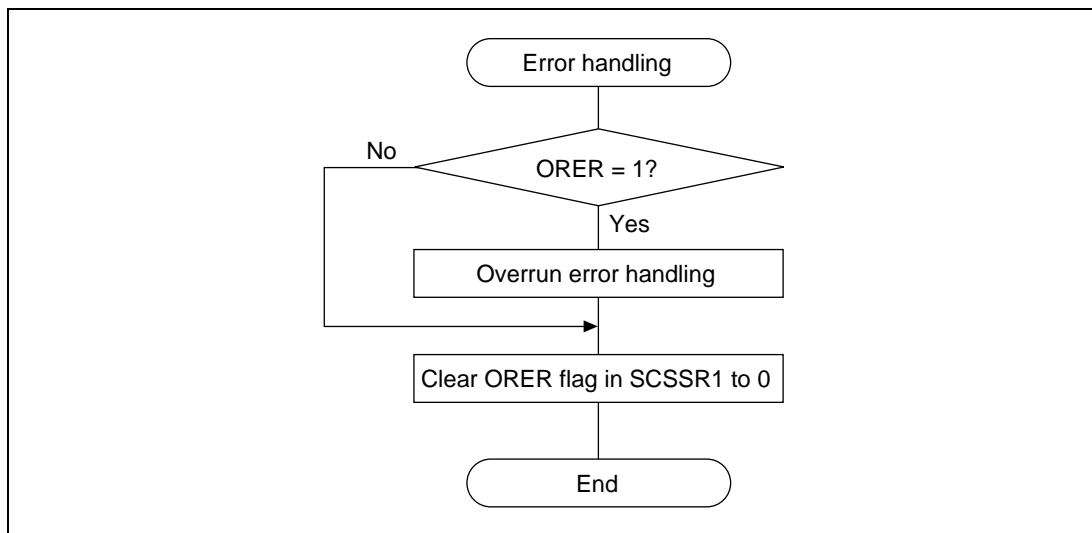 Error handling
No
ORER = 1?
Yes
Overrun error handling
Clear ORER flag in SCSSR1 to 0
End